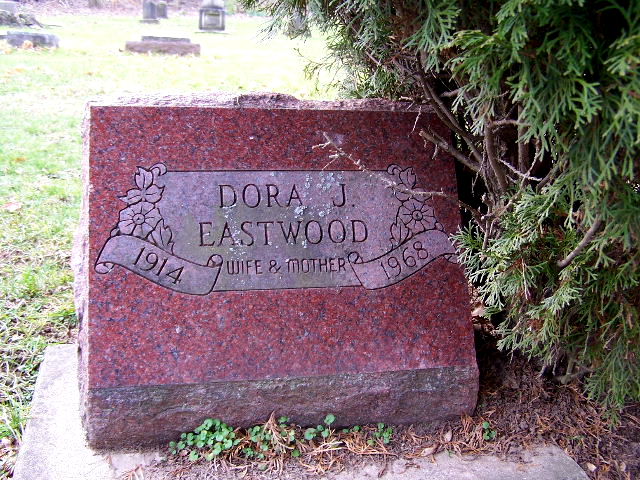 DORA J.
EASTWOOD
1914 WIFE & MOTHER 1968